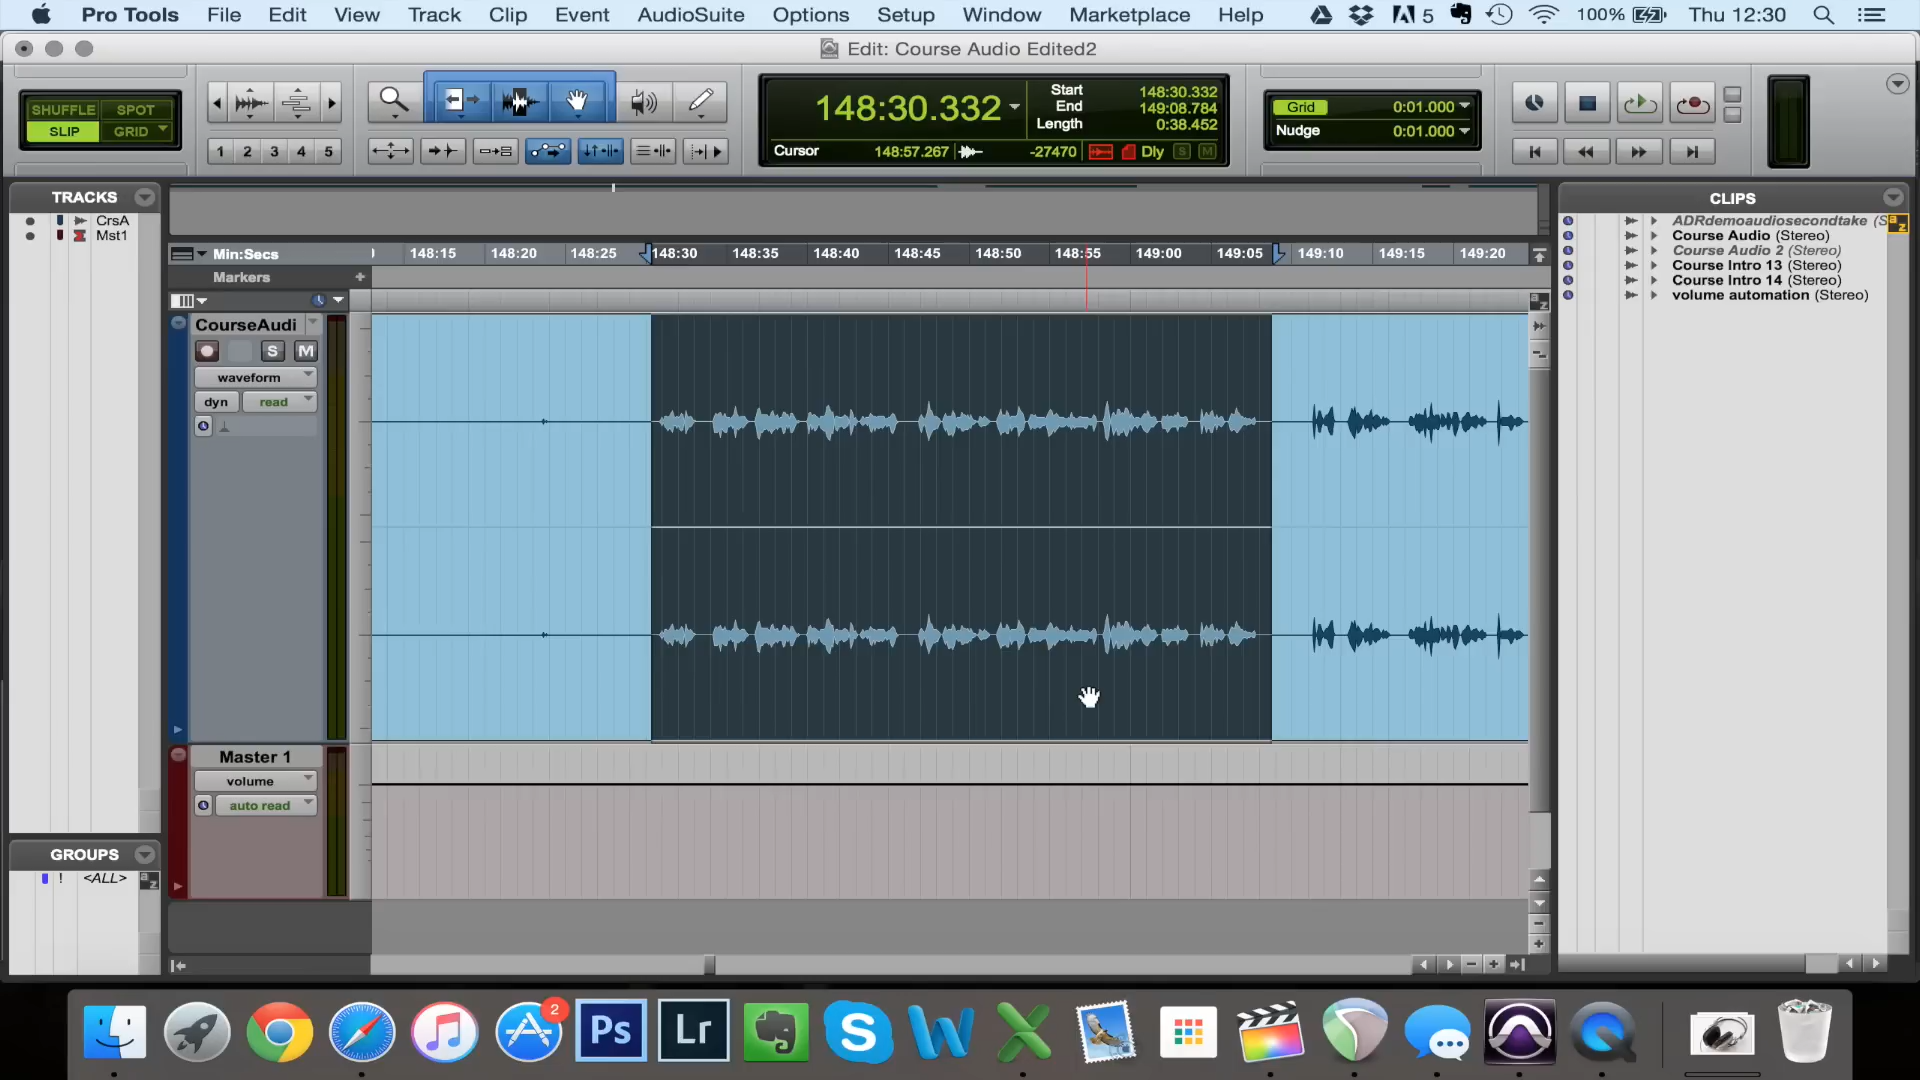 Pro Tools File Edit View Track Clip Event AudioSuite Options Setup Window Marketplace Help 5 100% Thu 12:30
Edit: Course Audio Edited2
SHUFFLE SPOT
SLIP GRID
1 2 3 4 5
148:30.332
Start 148:30.332
End 149:08.784
Length 0:38.452
Cursor 148:57.267 -27470 Dly S M
Grid 0:01.000
Nudge 0:01.000
TRACKS
CrsA
Mst1
GROUPS
! <ALL>
Min:Secs 148:15 148:20 148:25 148:30 148:35 148:40 148:45 148:50 148:55 149:00 149:05 149:10 149:15 149:20
Markers
CourseAudi
S M
waveform
dyn read
Master 1
volume
auto read
CLIPS
ADRdemoaudiosecondtake (S
Course Audio (Stereo)
Course Audio 2 (Stereo)
Course Intro 13 (Stereo)
Course Intro 14 (Stereo)
volume automation (Stereo)
2
Ps Lr S W X